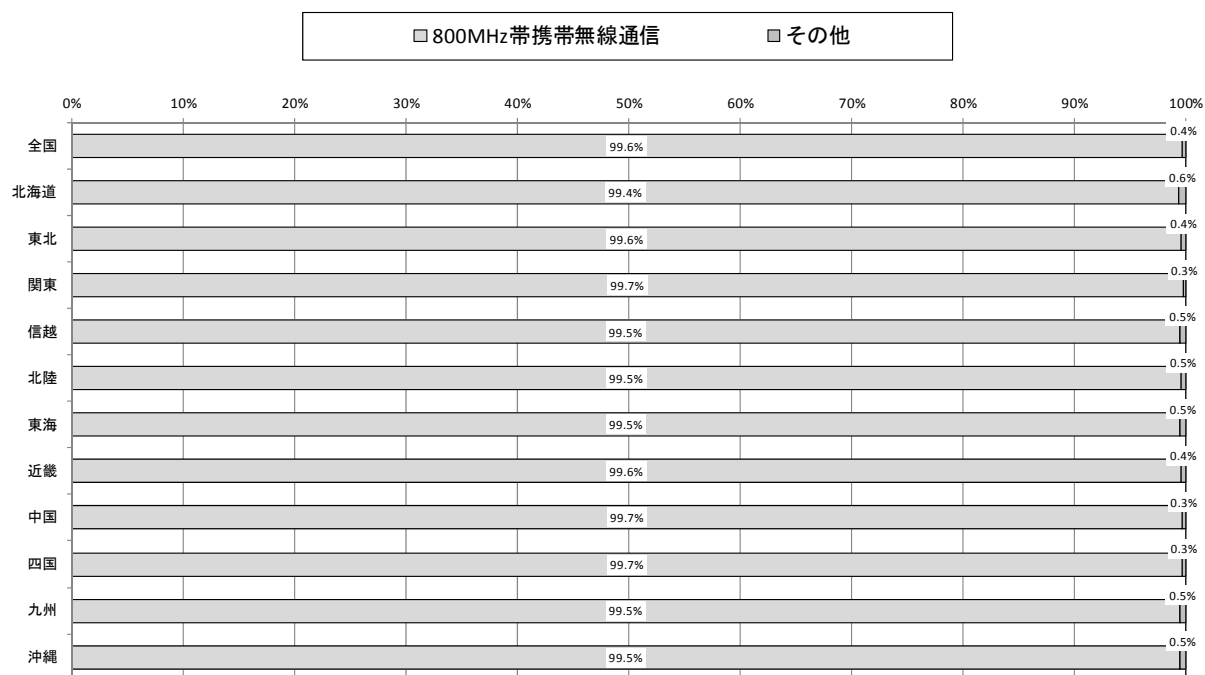 800MHz帯携帯無線通信 その他
0% 10% 20% 30% 40% 50% 60% 70% 80% 90% 100%
全国 99.6% 0.4%
北海道 99.4% 0.6%
東北 99.6% 0.4%
関東 99.7% 0.3%
信越 99.5% 0.5%
北陸 99.5% 0.5%
東海 99.5% 0.5%
近畿 99.6% 0.4%
中国 99.7% 0.3%
四国 99.7% 0.3%
九州 99.5% 0.5%
沖縄 99.5% 0.5%